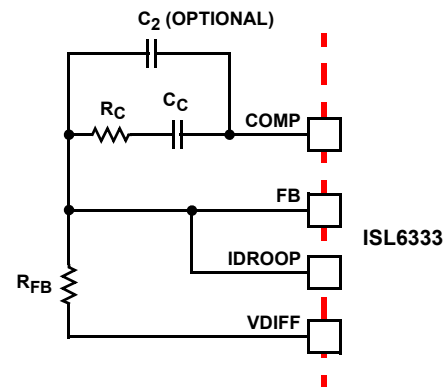 C2 (OPTIONAL)
RC
CC
COMP
FB
ISL6333
IDROOP
RFB
VDIFF